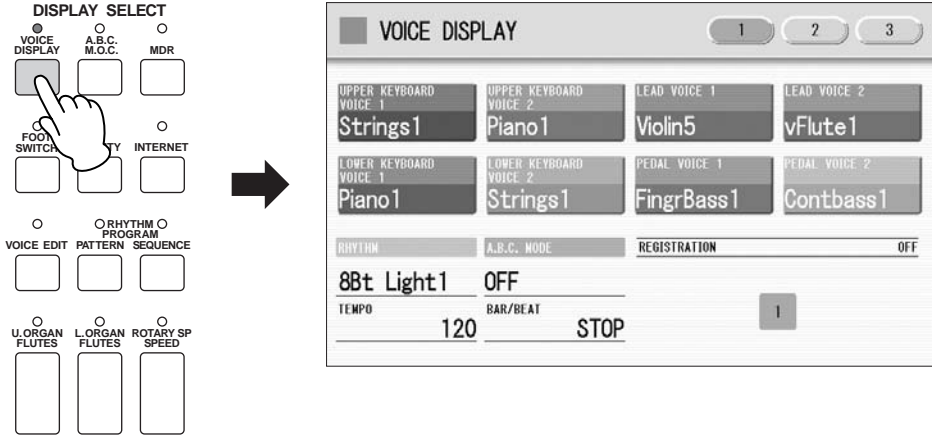 DISPLAY SELECT
VOICE DISPLAY
A.B.C. M.O.C.
MDR
FOOT SWITCH
INTERNET
VOICE EDIT
RHYTHM PROGRAM
PATTERN
SEQUENCE
U.ORGAN FLUTES
L.ORGAN FLUTES
ROTARY SP SPEED
VOICE DISPLAY
1
2
3
UPPER KEYBOARD
VOICE 1
Strings1
UPPER KEYBOARD
VOICE 2
Piano1
LEAD VOICE 1
Violin5
LEAD VOICE 2
vFlute1
LOWER KEYBOARD
VOICE 1
Piano1
LOWER KEYBOARD
VOICE 2
Strings1
PEDAL VOICE 1
FingrBass1
PEDAL VOICE 2
Contbass1
RHYTHM
8Bt Light1
A.B.C. MODE
OFF
REGISTRATION OFF
TEMPO
120
BAR/BEAT
STOP
1